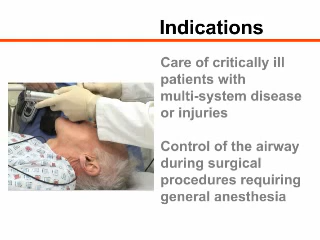 Indications
Care of critically ill
patients with
multi-system disease
or injuries
Control of the airway
during surgical
procedures requiring
general anesthesia